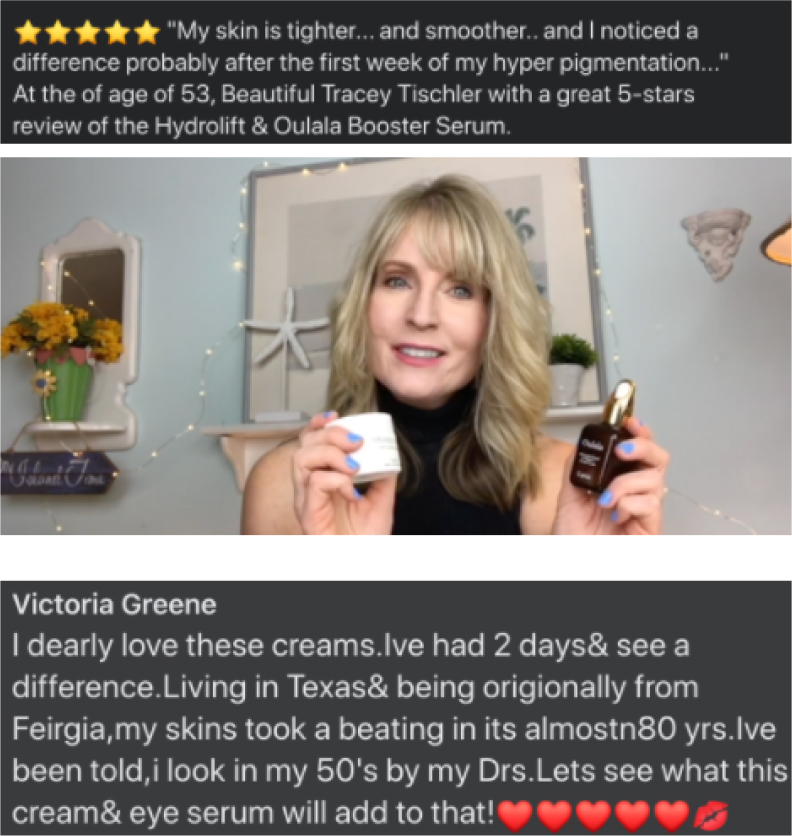 ⭐⭐⭐⭐⭐ "My skin is tighter... and smoother.. and I noticed a
difference probably after the first week of my hyper pigmentation..."
At the of age of 53, Beautiful Tracey Tischler with a great 5-stars
review of the Hydrolift & Oulala Booster Serum.
Oulala
Victoria Greene
I dearly love these creams.Ive had 2 days& see a
difference.Living in Texas& being origionally from
Feirgia,my skins took a beating in its almostn80 yrs.Ive
been told,i look in my 50's by my Drs.Lets see what this
cream& eye serum will add to that!❤️❤️❤️❤️❤️💋